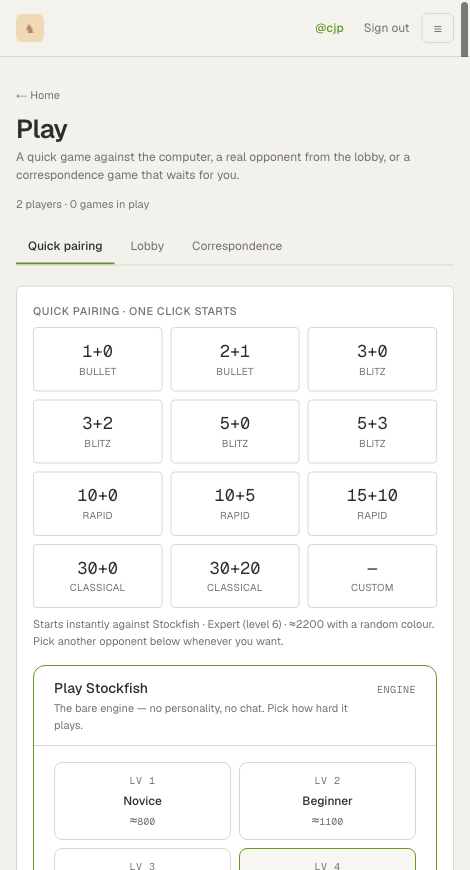 @cjp
Sign out
≡
← Home
Play
A quick game against the computer, a real opponent from the lobby, or a
correspondence game that waits for you.
2 players · 0 games in play
Quick pairing
Lobby
Correspondence
QUICK PAIRING · ONE CLICK STARTS
1+0
BULLET
2+1
BULLET
3+0
BLITZ
3+2
BLITZ
5+0
BLITZ
5+3
BLITZ
10+0
RAPID
10+5
RAPID
15+10
RAPID
30+0
CLASSICAL
30+20
CLASSICAL
—
CUSTOM
Starts instantly against Stockfish · Expert (level 6) · ≈2200 with a random colour.
Pick another opponent below whenever you want.
Play Stockfish
ENGINE
The bare engine — no personality, no chat. Pick how hard it
plays.
LV 1
Novice
≈800
LV 2
Beginner
≈1100
LV 3
LV 4